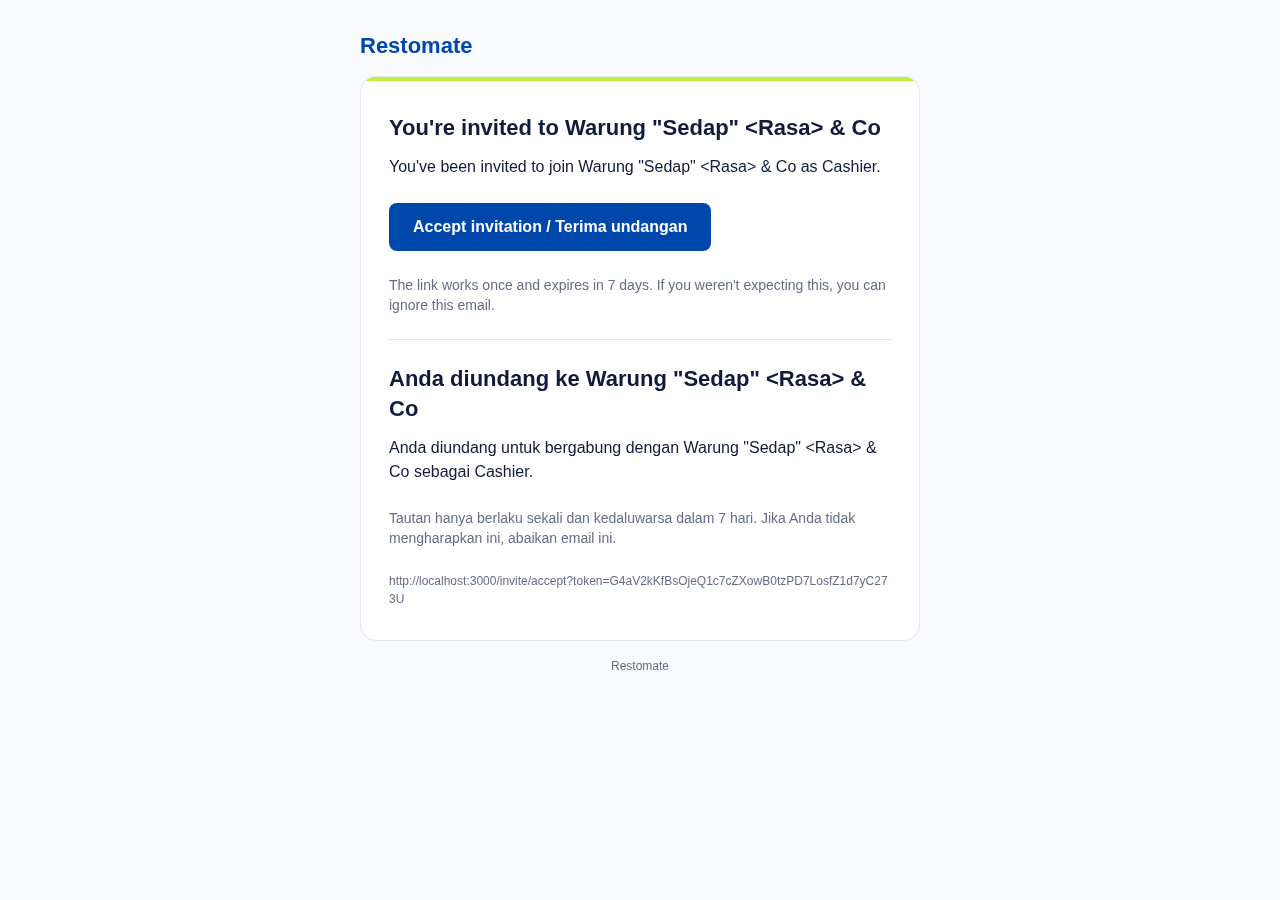 Restomate
You're invited to Warung "Sedap" <Rasa> & Co
You've been invited to join Warung "Sedap" <Rasa> & Co as Cashier.
Accept invitation / Terima undangan
The link works once and expires in 7 days. If you weren't expecting this, you can
ignore this email.
Anda diundang ke Warung "Sedap" <Rasa> &
Co
Anda diundang untuk bergabung dengan Warung "Sedap" <Rasa> &
Co sebagai Cashier.
Tautan hanya berlaku sekali dan kedaluwarsa dalam 7 hari. Jika Anda tidak
mengharapkan ini, abaikan email ini.
http://localhost:3000/invite/accept?token=G4aV2kKfBsOjeQ1c7cZXowB0tzPD7LosfZ1d7yC27
3U
Restomate